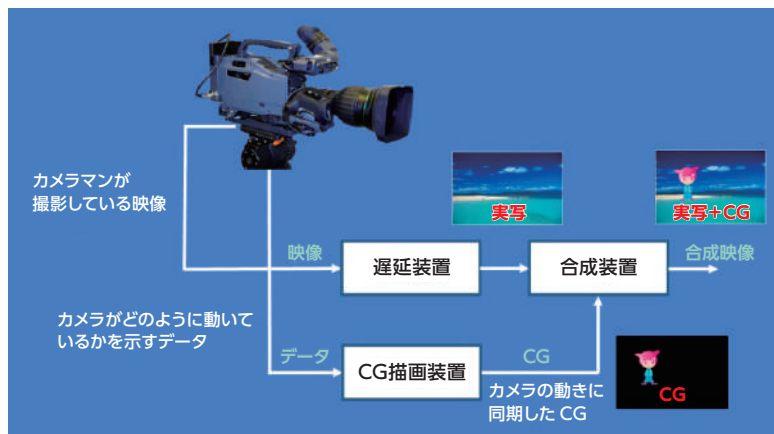 カメラマンが
撮影している映像
実写
実写+CG
映像
遅延装置
合成装置
合成映像
カメラがどのように動いて
いるかを示すデータ
データ
CG描画装置
CG
カメラの動きに
同期した CG
CG